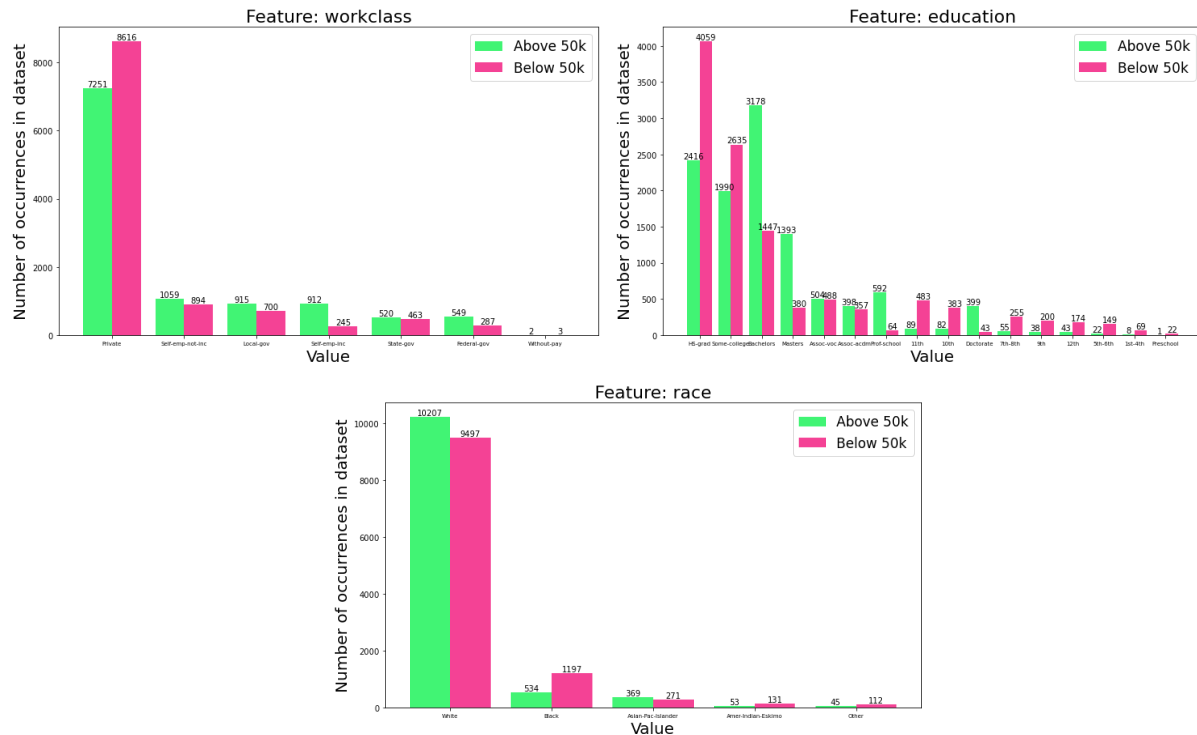 Feature: workclass
Number of occurrences in dataset
8000
6000
4000
2000
0
7251
8616
1059
894
915
700
912
245
520
463
549
287
2
3
Above 50k
Below 50k
Private
Self-emp-not-inc
Local-gov
Self-emp-inc
State-gov
Federal-gov
Without-pay
Value
Feature: education
Number of occurrences in dataset
4000
3500
3000
2500
2000
1500
1000
500
0
2416
4059
1990
2635
3178
1447
1393
380
504
488
398
357
592
64
89
483
82
383
399
43
55
255
38
200
43
174
22
149
8
69
1
22
Above 50k
Below 50k
HS-grad
Some-college
Bachelors
Masters
Assoc-voc
Assoc-acdm
Prof-school
11th
10th
Doctorate
7th-8th
9th
12th
5th-6th
1st-4th
Preschool
Value
Feature: race
Number of occurrences in dataset
10000
8000
6000
4000
2000
0
10207
9497
534
1197
369
271
53
131
45
112
Above 50k
Below 50k
White
Black
Asian-Pac-Islander
Amer-Indian-Eskimo
Other
Value